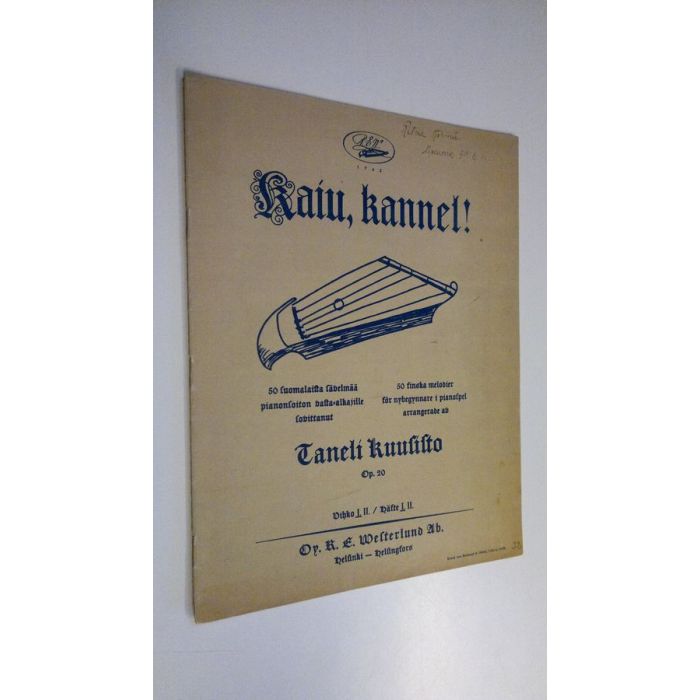 REW
Kaiu, kannel!
50 suomalaista sävelmää
pianonsoiton vasta-alkajille
sovittanut
50 finska melodier
för nybegynnare i pianospel
arrangerade av
Taneli Kuusisto
Op. 20
Vihko I, II. / Häfte I, II.
Oy. R. E. Westerlund Ab.
Helsinki — Helsingfors